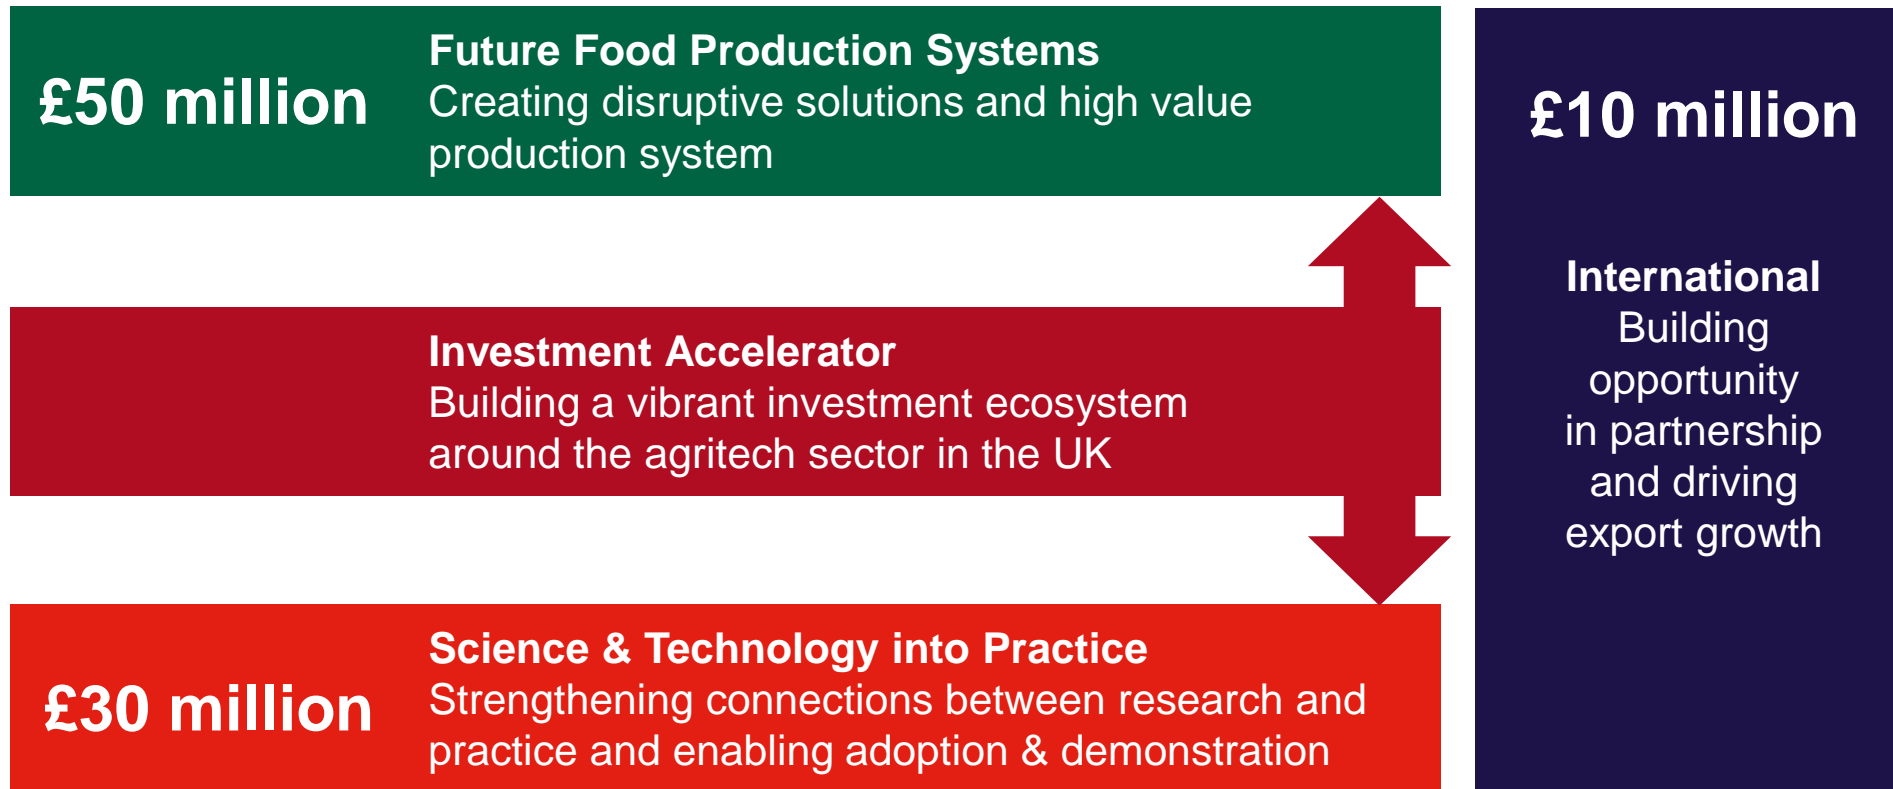 £50 million
Future Food Production Systems
Creating disruptive solutions and high value
production system
Investment Accelerator
Building a vibrant investment ecosystem
around the agritech sector in the UK
£30 million
Science & Technology into Practice
Strengthening connections between research and
practice and enabling adoption & demonstration
£10 million
International
Building
opportunity
in partnership
and driving
export growth